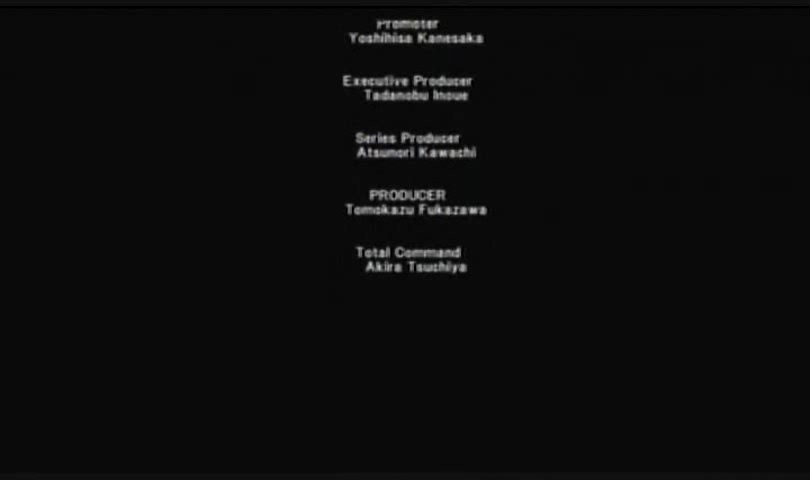 Promoter
Yoshihisa Kanesaka
Executive Producer
Tadanobu Inoue
Series Producer
Atsunori Kawachi
PRODUCER
Tomokazu Fukazawa
Total Command
Akira Tsuchiya